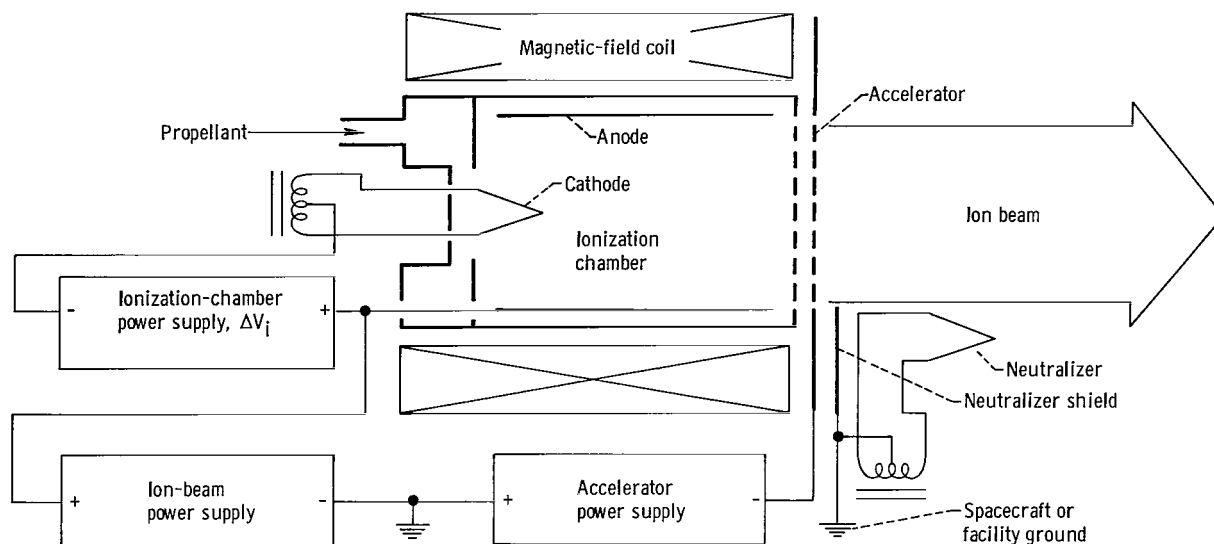 Magnetic-field coil
Accelerator
Propellant
Anode
Cathode
Ion beam
Ionization
chamber
Ionization-chamber
power supply, ΔVi
-
+
Neutralizer
Neutralizer shield
+
Ion-beam
power supply
-
+
Accelerator
power supply
-
Spacecraft or
facility ground